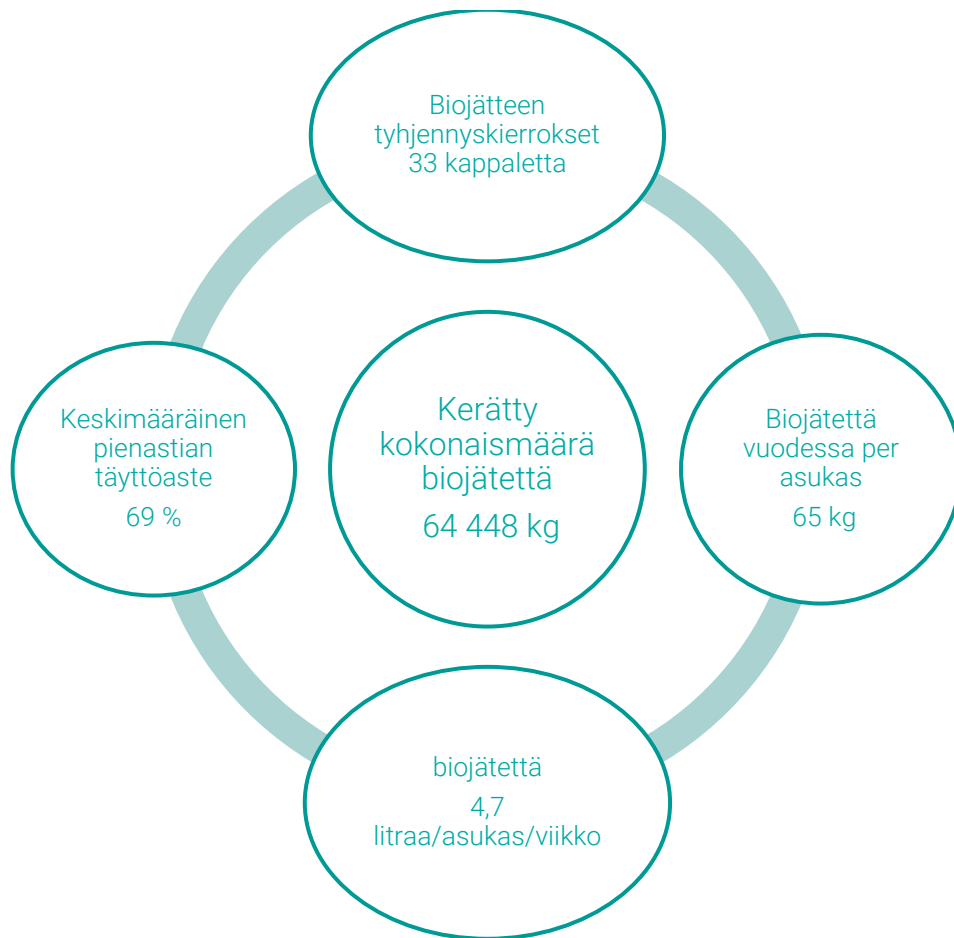 Biojätteen
tyhjennyskierrokset
33 kappaletta
Keskimääräinen
pienastian
täyttöaste
69 %
Kerätty
kokonaismäärä
biojätettä
64 448 kg
Biojätettä
vuodessa per
asukas
65 kg
biojätettä
4,7
litraa/asukas/viikko